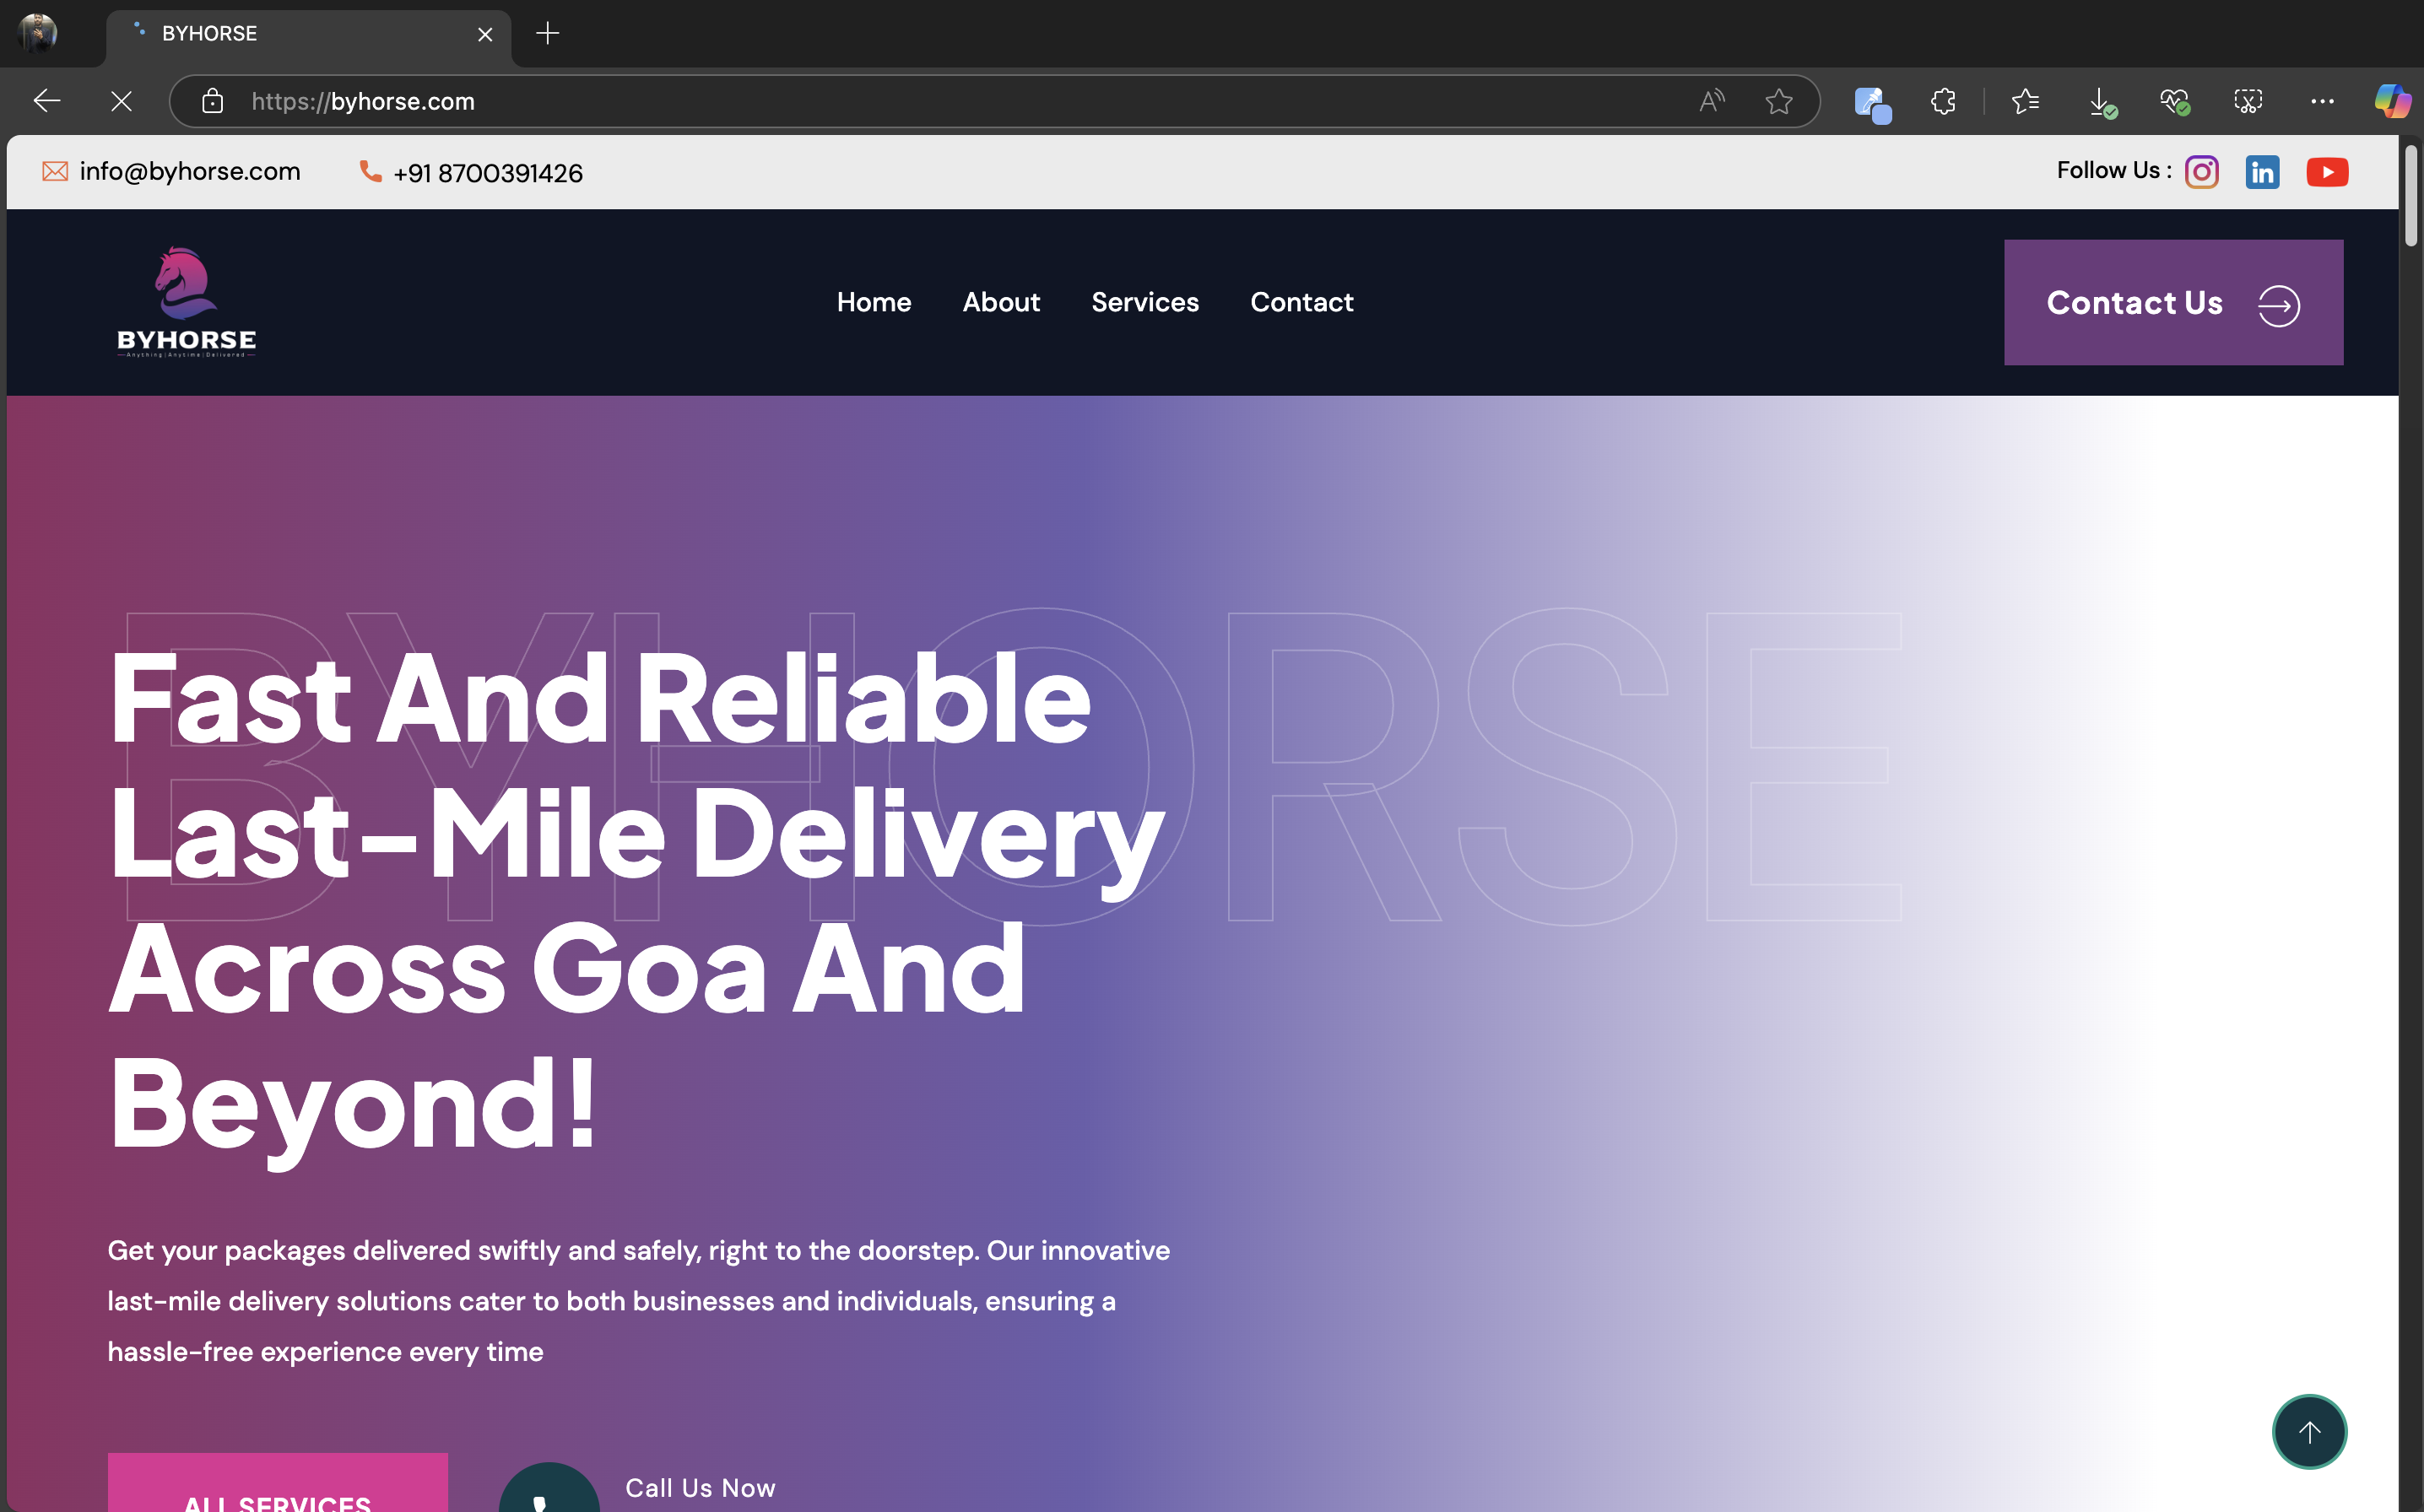 BYHORSE
https://byhorse.com
info@byhorse.com
+91 8700391426
Follow Us :
BYHORSE
Anything|Anytime|Delivered
Home
About
Services
Contact
Contact Us
BYHORSE
Fast And Reliable
Last-Mile Delivery
Across Goa And
Beyond!
Get your packages delivered swiftly and safely, right to the doorstep. Our innovative
last-mile delivery solutions cater to both businesses and individuals, ensuring a
hassle-free experience every time
ALL SERVICES
Call Us Now